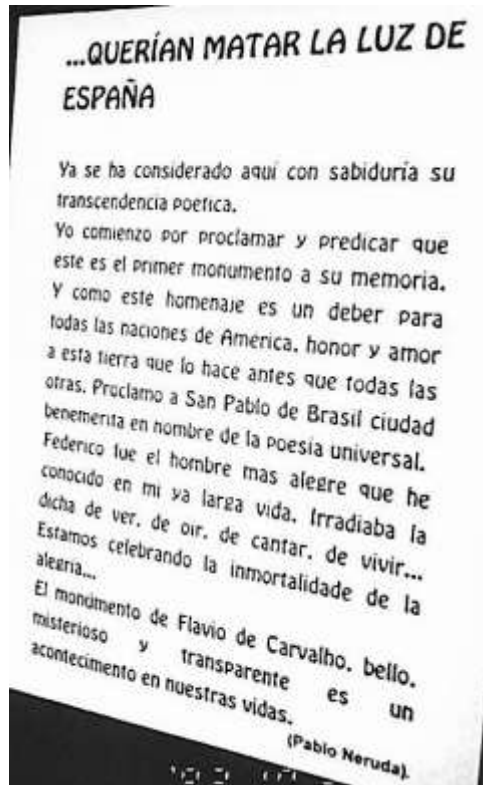 ...QUERÍAN MATAR LA LUZ DE
ESPAÑA
Ya se ha considerado aquí con sabiduría su
transcendencia poetica.
Yo comienzo por proclamar y predicar que
este es el primer monumento a su memoria.
Y como este homenaje es un deber para
todas las naciones de America, honor y amor
a esta tierra que lo hace antes que todas las
otras. Proclamo a San Pablo de Brasil ciudad
benemerita en nombre de la poesia universal.
Federico fue el hombre mas alegre que he
conocido en mi ya larga vida. Irradiaba la
dicha de ver, de oir, de cantar, de vivir...
Estamos celebrando la inmortalidade de la
alegria...
El monumento de Flavio de Carvalho, bello,
misterioso y transparente es un
acontecimento en nuestras vidas.
(Pablo Neruda).